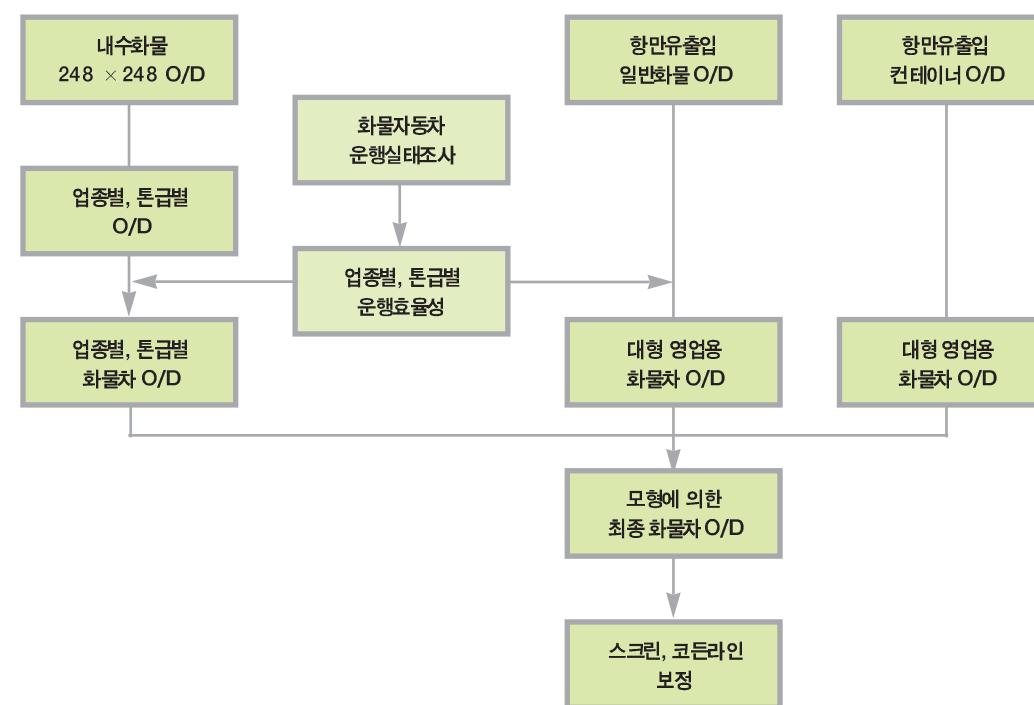 내수화물
248 × 248 O/D
항만유출입
일반화물 O/D
항만유출입
컨테이너 O/D
화물자동차
운행실태조사
업종별, 톤급별
O/D
업종별, 톤급별
운행효율성
업종별, 톤급별
화물차 O/D
대형 영업용
화물차 O/D
대형 영업용
화물차 O/D
모형에 의한
최종 화물차 O/D
스크린, 코든라인
보정